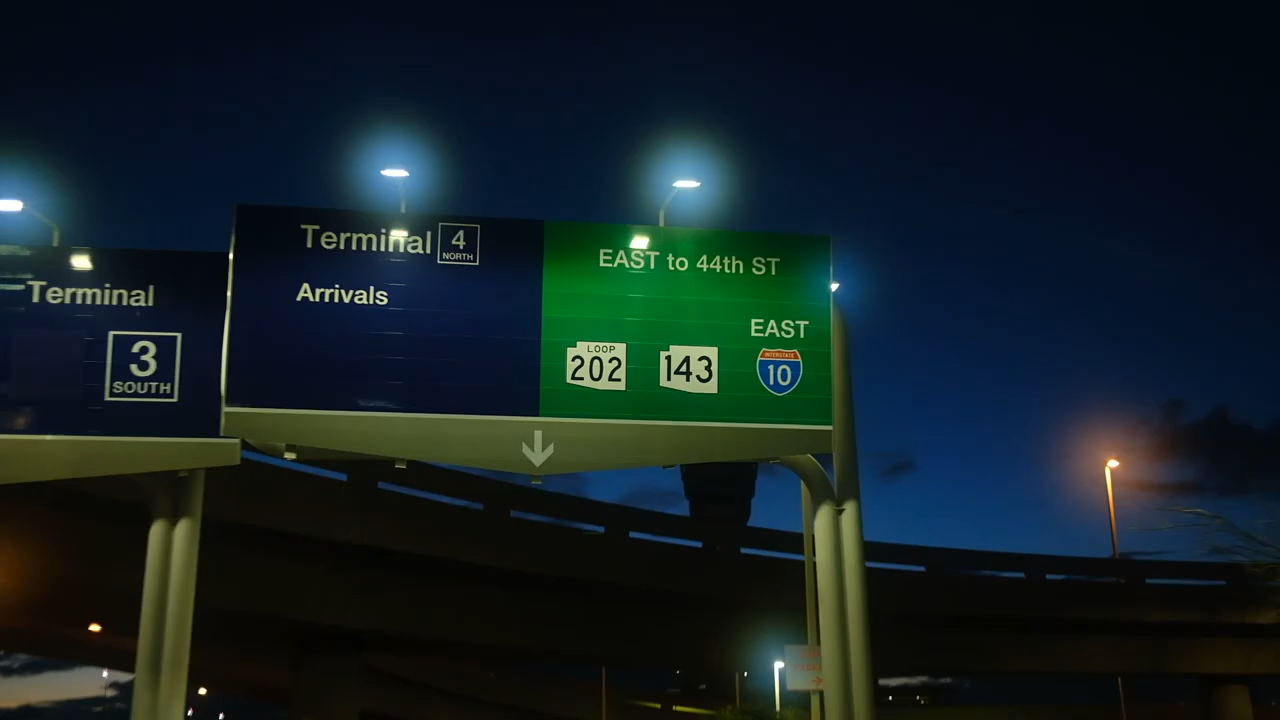 Terminal
3
SOUTH
Terminal 4
NORTH
Arrivals
EAST to 44th ST
EAST
LOOP
202
143
INTERSTATE
10